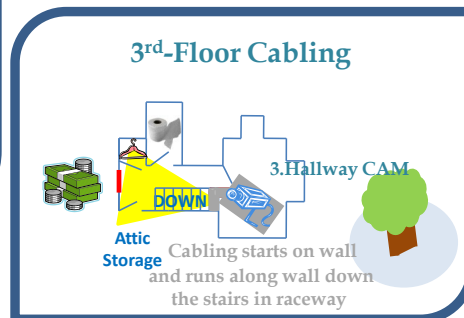 3rd-Floor Cabling
3.Hallway CAM
DOWN
Attic
Storage
Cabling starts on wall
and runs along wall down
the stairs in raceway